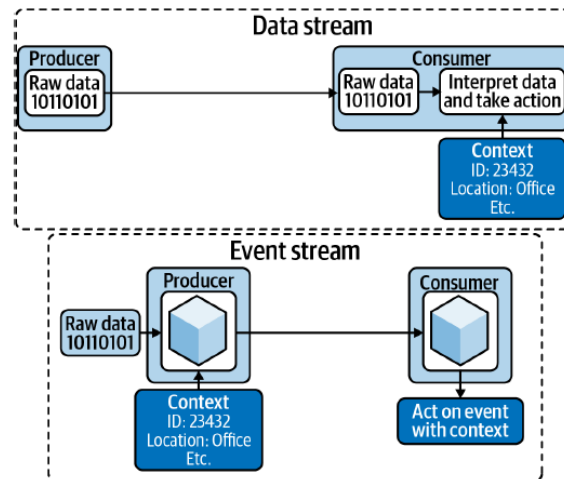 Data stream
Producer
Raw data
10110101
Consumer
Raw data
10110101
Interpret data
and take action
Context
ID: 23432
Location: Office
Etc.
Event stream
Producer
Raw data
10110101
Context
ID: 23432
Location: Office
Etc.
Consumer
Act on event
with context